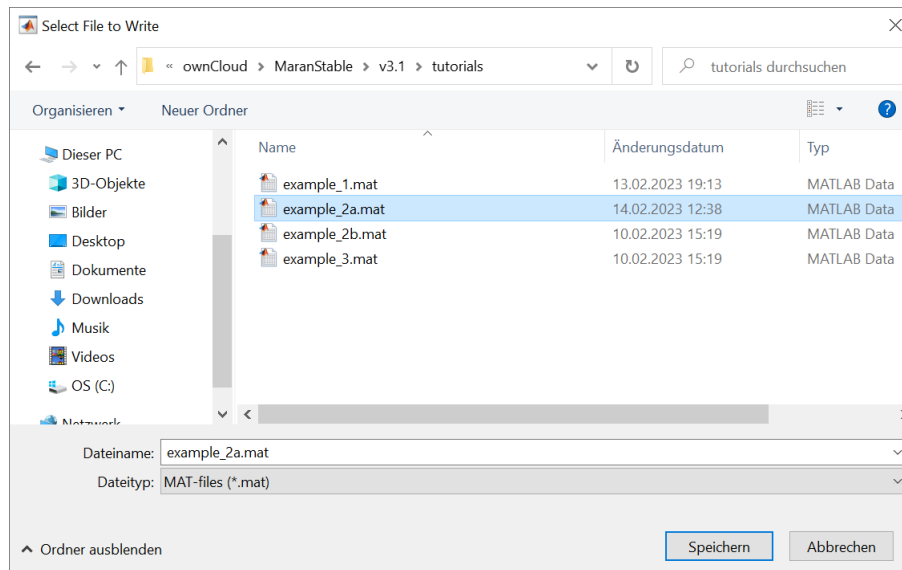 Select File to Write
« ownCloud > MaranStable > v3.1 > tutorials
tutorials durchsuchen
Organisieren
Neuer Ordner
?
Name
Änderungsdatum
Typ
Dieser PC
3D-Objekte
Bilder
Desktop
Dokumente
Downloads
Musik
Videos
OS (C:)
Netzwerk
example_1.mat 13.02.2023 19:13 MATLAB Data
example_2a.mat 14.02.2023 12:38 MATLAB Data
example_2b.mat 10.02.2023 15:19 MATLAB Data
example_3.mat 10.02.2023 15:19 MATLAB Data
Dateiname: example_2a.mat
Dateityp: MAT-files (*.mat)
Ordner ausblenden
Speichern
Abbrechen